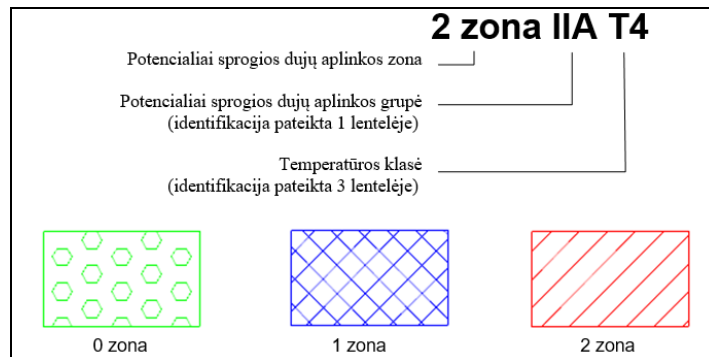 2 zona IIA T4
Potencialiai sprogios dujų aplinkos zona
Potencialiai sprogios dujų aplinkos grupė
(identifikacija pateikta 1 lentelėje)
Temperatūros klasė
(identifikacija pateikta 3 lentelėje)
0 zona
1 zona
2 zona